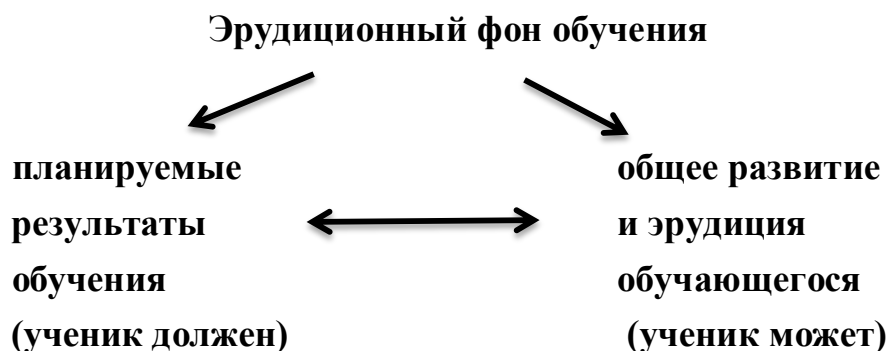 Эрудиционный фон обучения
планируемые
результаты
обучения
(ученик должен)
общее развитие
и эрудиция
обучающегося
(ученик может)